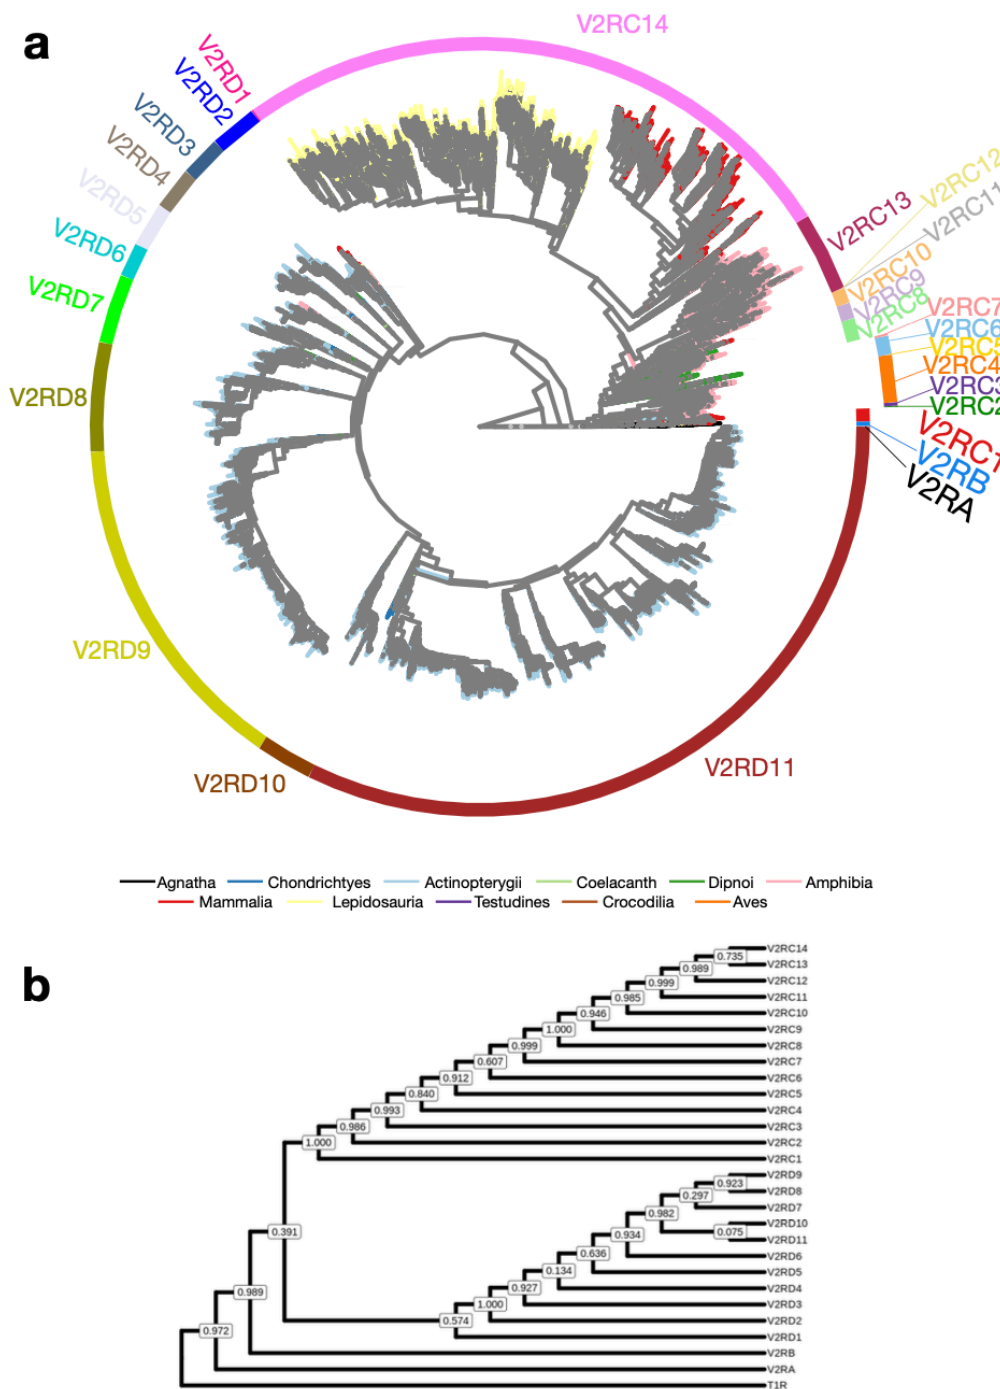 a
V2RC14
V2RD1
V2RD2
V2RD3
V2RD4
V2RD5
V2RD6
V2RD7
V2RD8
V2RD9
V2RD10
V2RD11
V2RC13
V2RC12
V2RC11
V2RC10
V2RC9
V2RC8
V2RC7
V2RC6
V2RC5
V2RC4
V2RC3
V2RC2
V2RC1
V2RB
V2RA
Agnatha Chondrichtyes Actinopterygii Coelacanth Dipnoi Amphibia
Mammalia Lepidosauria Testudines Crocodilia Aves
b
V2RC14
0.735
V2RC13
0.989
V2RC12
0.999
V2RC11
0.985
V2RC10
0.946
V2RC9
1.000
V2RC8
0.999
V2RC7
0.607
V2RC6
0.912
V2RC5
0.840
V2RC4
0.993
V2RC3
0.986
V2RC2
1.000
V2RC1
V2RD9
0.923
V2RD8
0.297
V2RD7
0.982
V2RD10
0.075
V2RD11
0.934
V2RD6
0.636
V2RD5
0.134
V2RD4
0.927
V2RD3
1.000
V2RD2
0.574
V2RD1
0.391
V2RB
0.989
V2RA
0.972
T1R